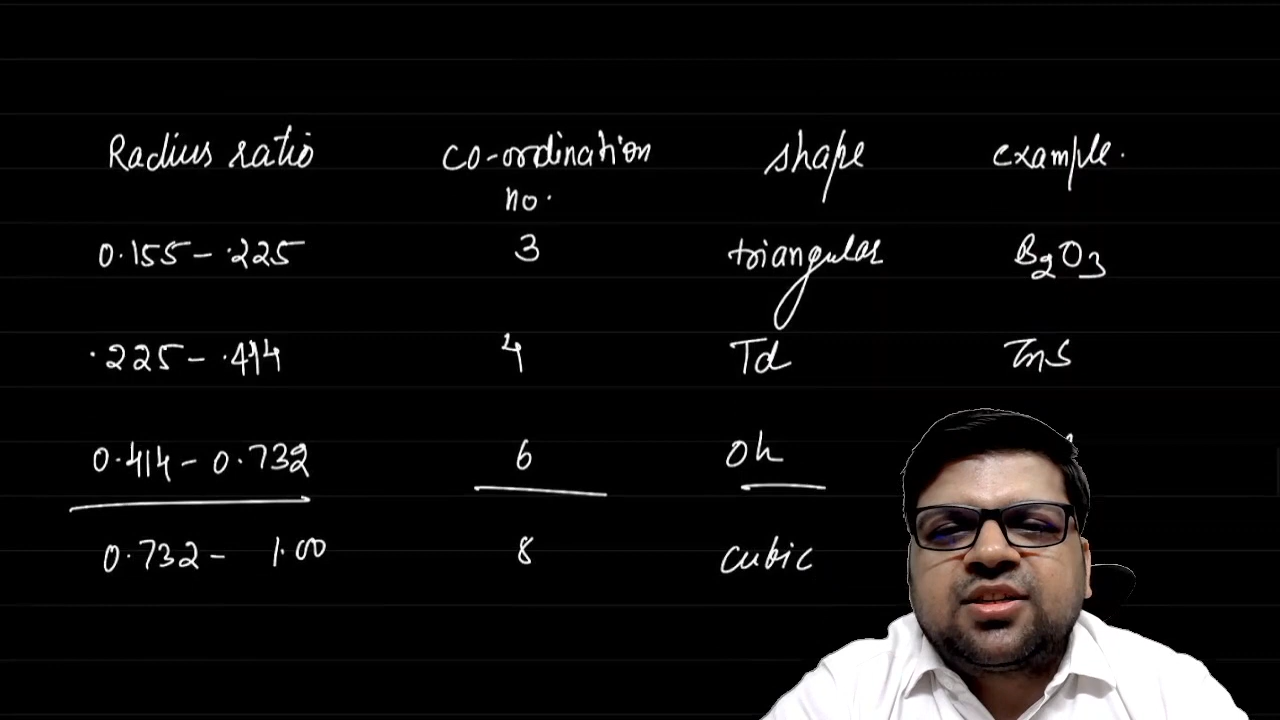 Radius ratio co-ordination no. shape example.
0.155 - .225 3 triangular B2O3
.225 - .414 4 Td ZnS
0.414 - 0.732 6 Oh
0.732 - 1.00 8 cubic